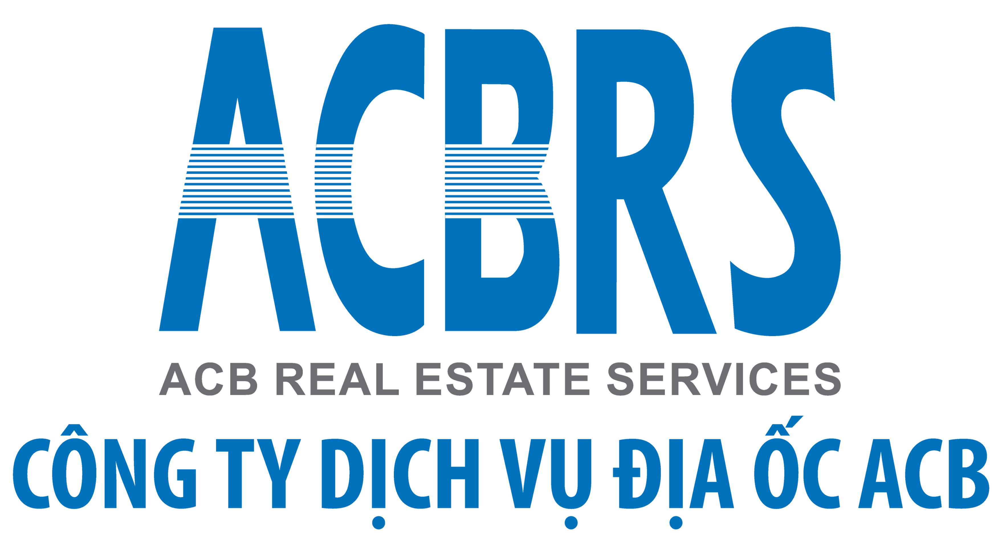 ACBRS
ACB REAL ESTATE SERVICES
CÔNG TY DỊCH VỤ ĐỊA ỐC ACB